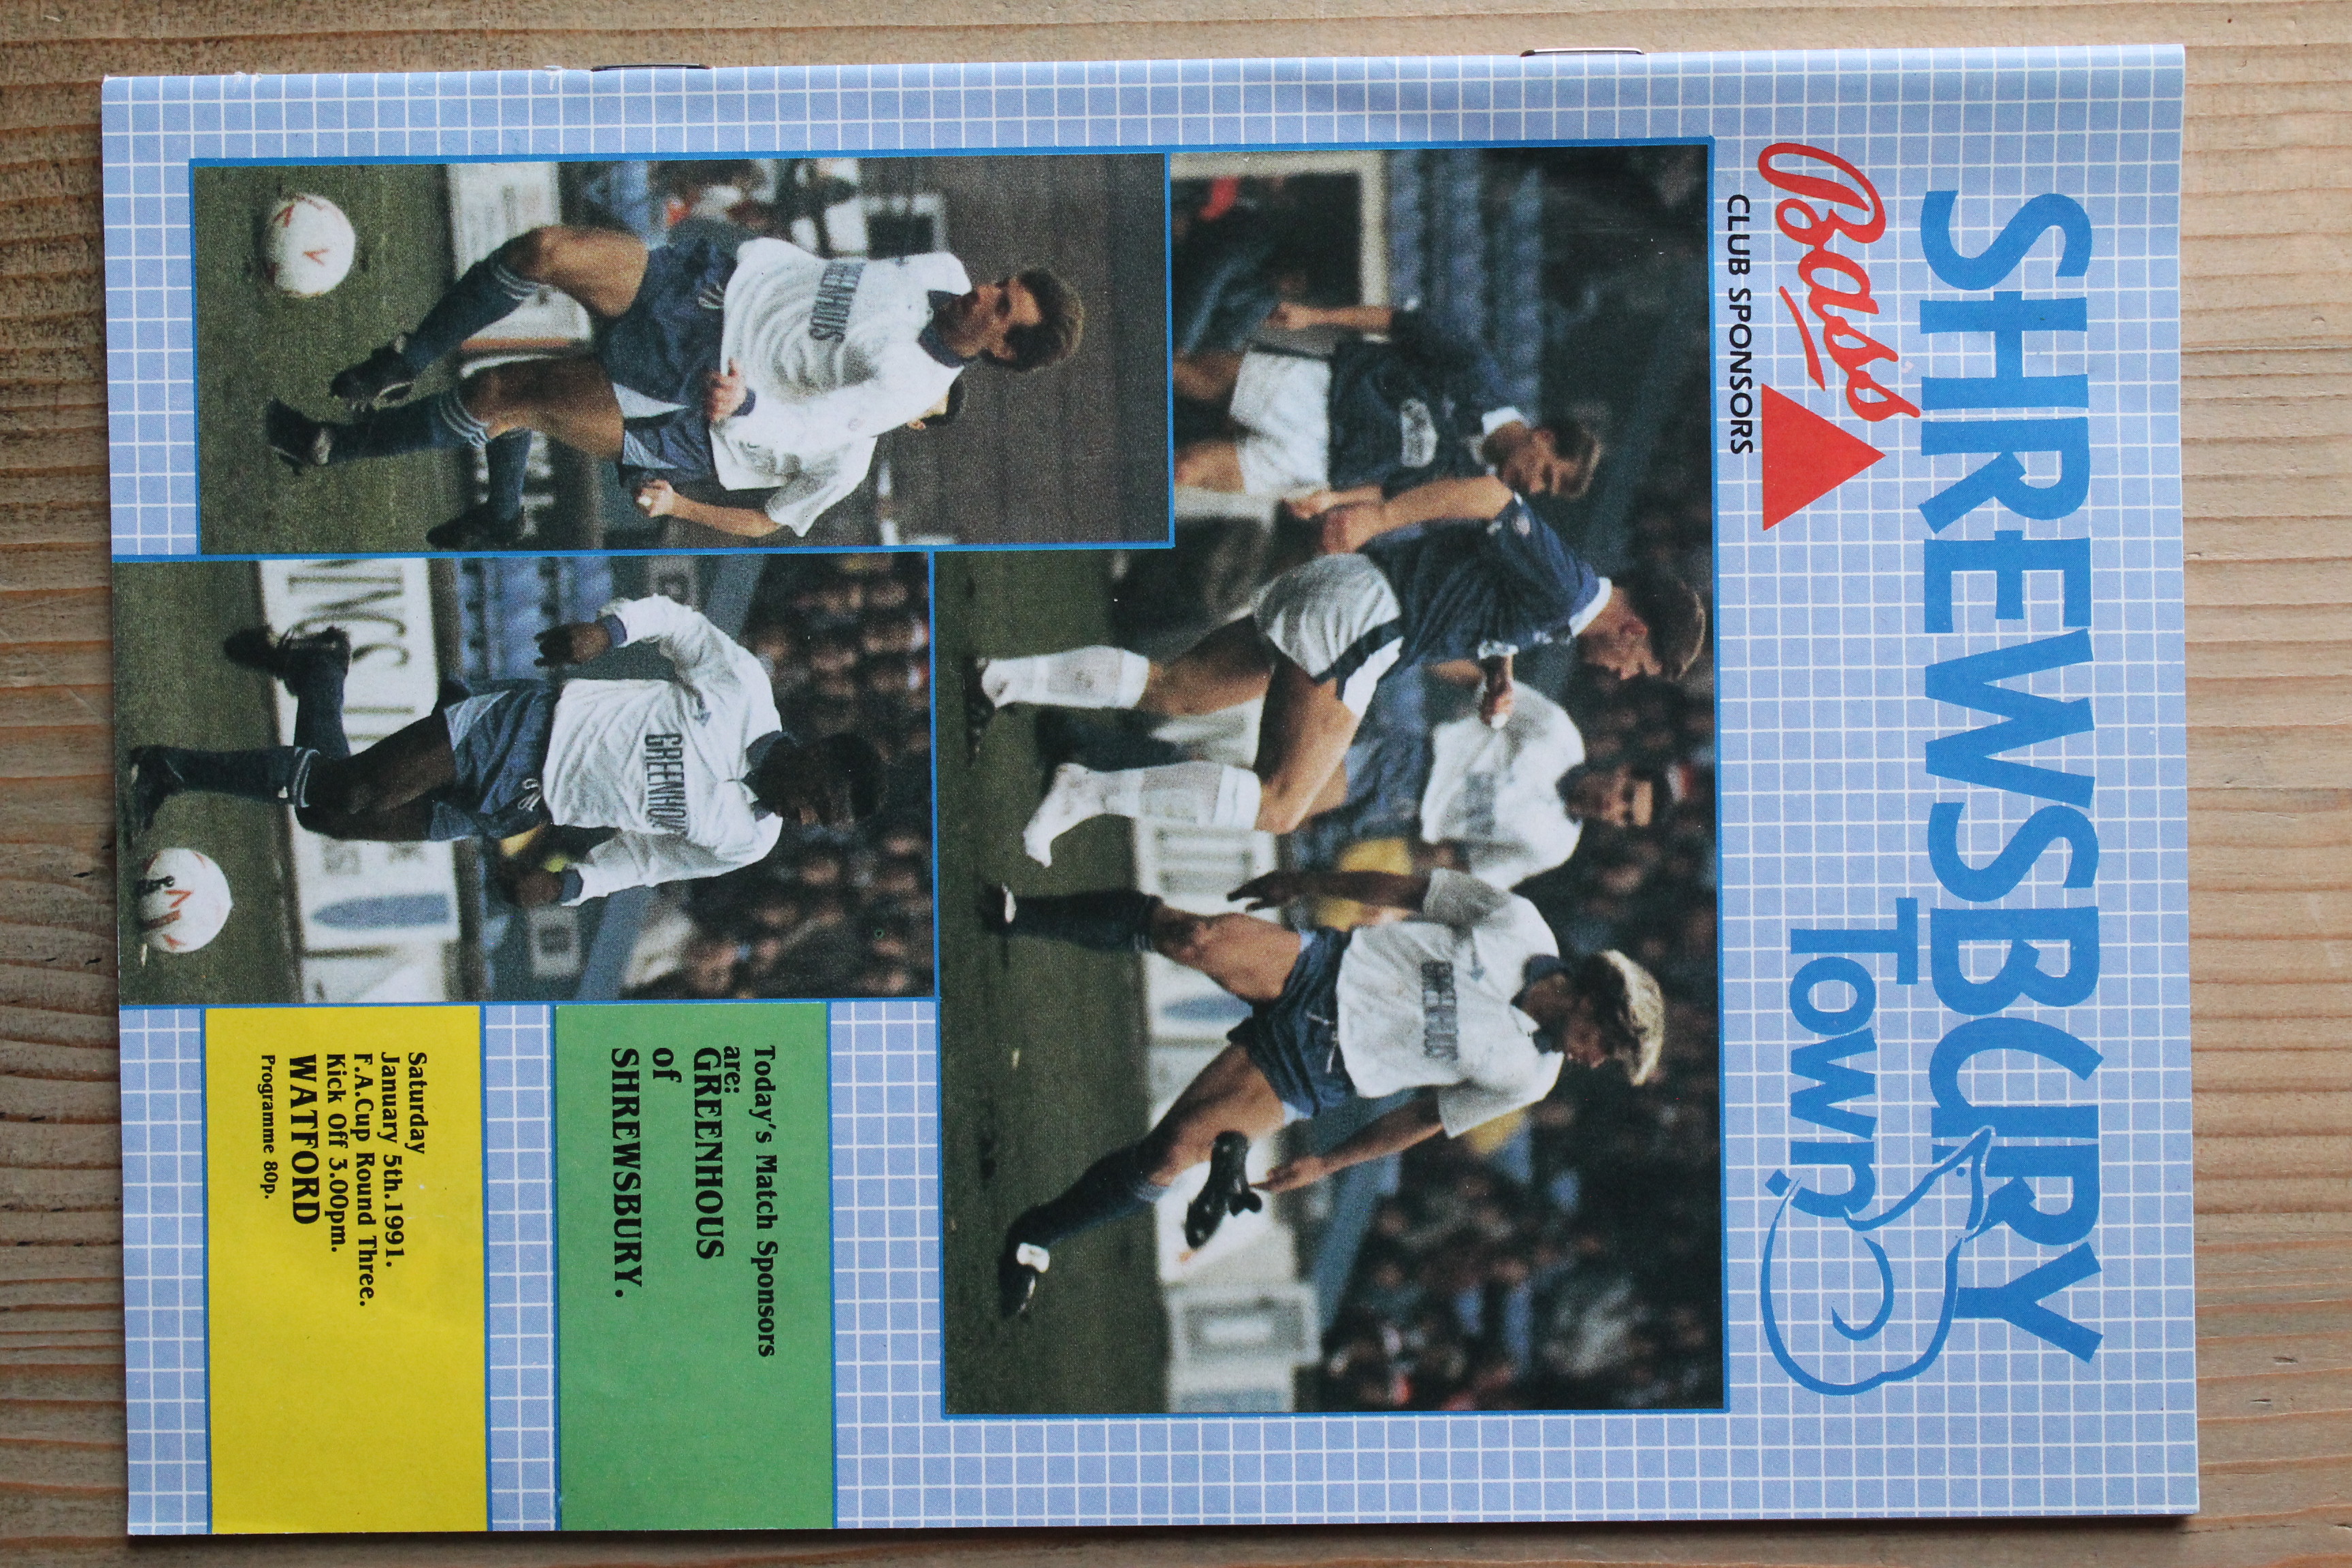 SHREWSBURY
Town
Bass
CLUB SPONSORS
GREENHOUS
GREENHOUS
GREENHOU
Today's Match Sponsors
are:
GREENHOUS
of
SHREWSBURY.
Saturday
January 5th.1991.
F.A.Cup Round Three.
Kick Off 3.00pm.
WATFORD
Programme 80p.